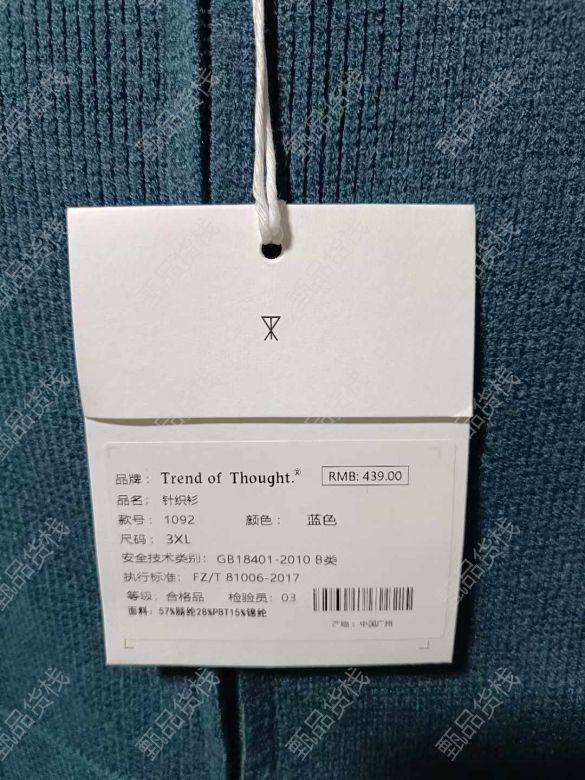 品牌： Trend of Thought.® RMB: 439.00
品名： 针织衫
款号： 1092 颜色： 蓝色
尺码： 3XL
安全技术类别： GB18401-2010 B类
执行标准： FZ/T 81006-2017
等级： 合格品 检验员： 03
面料：57%腈纶28%PBT15%锦纶
产地：中国广州
甄品货栈